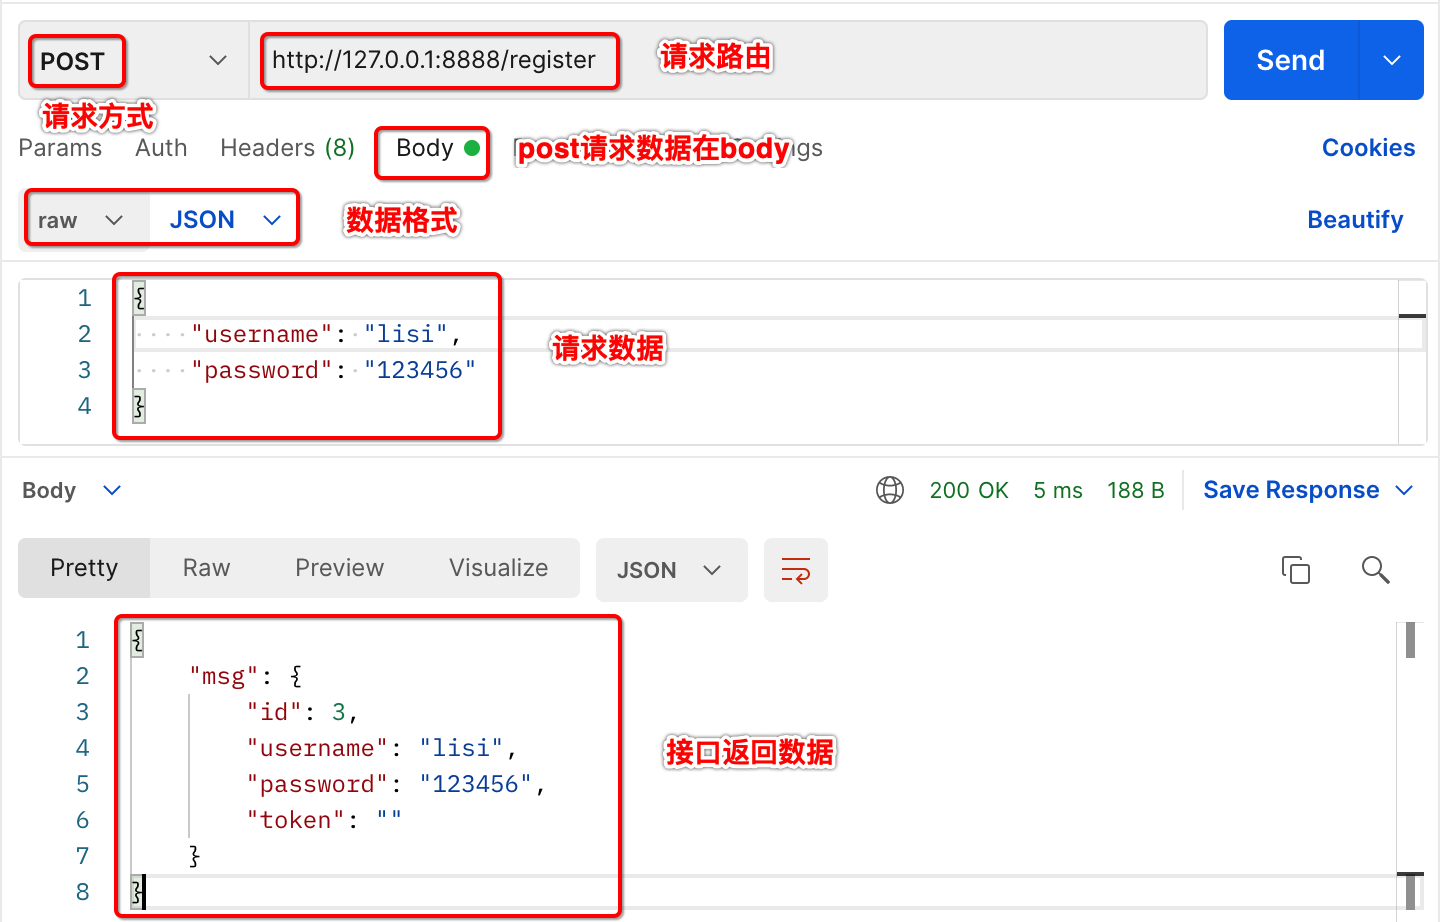 POST
http://127.0.0.1:8888/register
请求路由
Send
请求方式
Params
Auth
Headers (8)
Body
post请求数据在body
Cookies
raw
JSON
数据格式
Beautify
1 {
2 "username": "lisi",
3 "password": "123456"
4 }
请求数据
Body
200 OK
5 ms
188 B
Save Response
Pretty
Raw
Preview
Visualize
JSON
1 {
2 "msg": {
3 "id": 3,
4 "username": "lisi",
5 "password": "123456",
6 "token": ""
7 }
8 }
接口返回数据